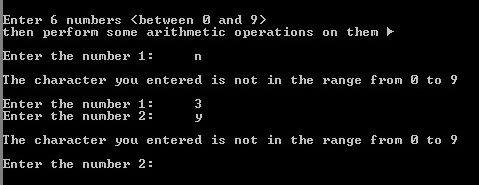 Enter 6 numbers <between 0 and 9>
then perform some arithmetic operations on them ►
Enter the number 1: n
The character you entered is not in the range from 0 to 9
Enter the number 1: 3
Enter the number 2: y
The character you entered is not in the range from 0 to 9
Enter the number 2: